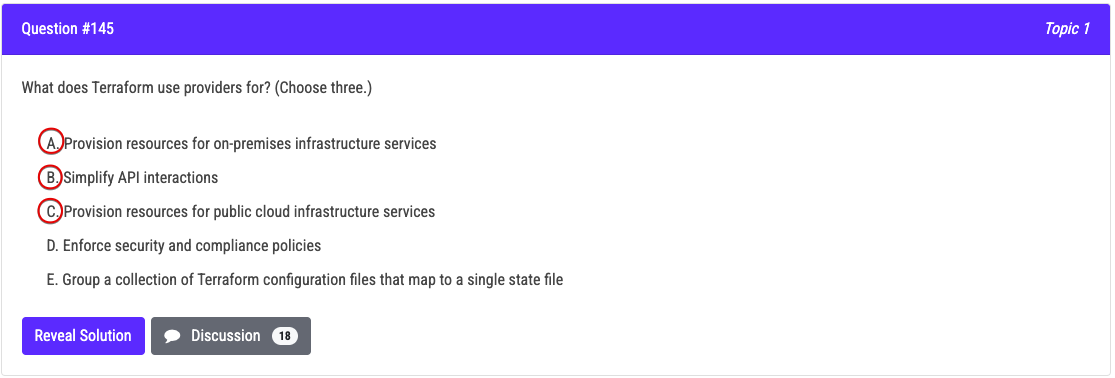 Question #145 Topic 1
What does Terraform use providers for? (Choose three.)
A. Provision resources for on-premises infrastructure services
B. Simplify API interactions
C. Provision resources for public cloud infrastructure services
D. Enforce security and compliance policies
E. Group a collection of Terraform configuration files that map to a single state file
Reveal Solution Discussion 18